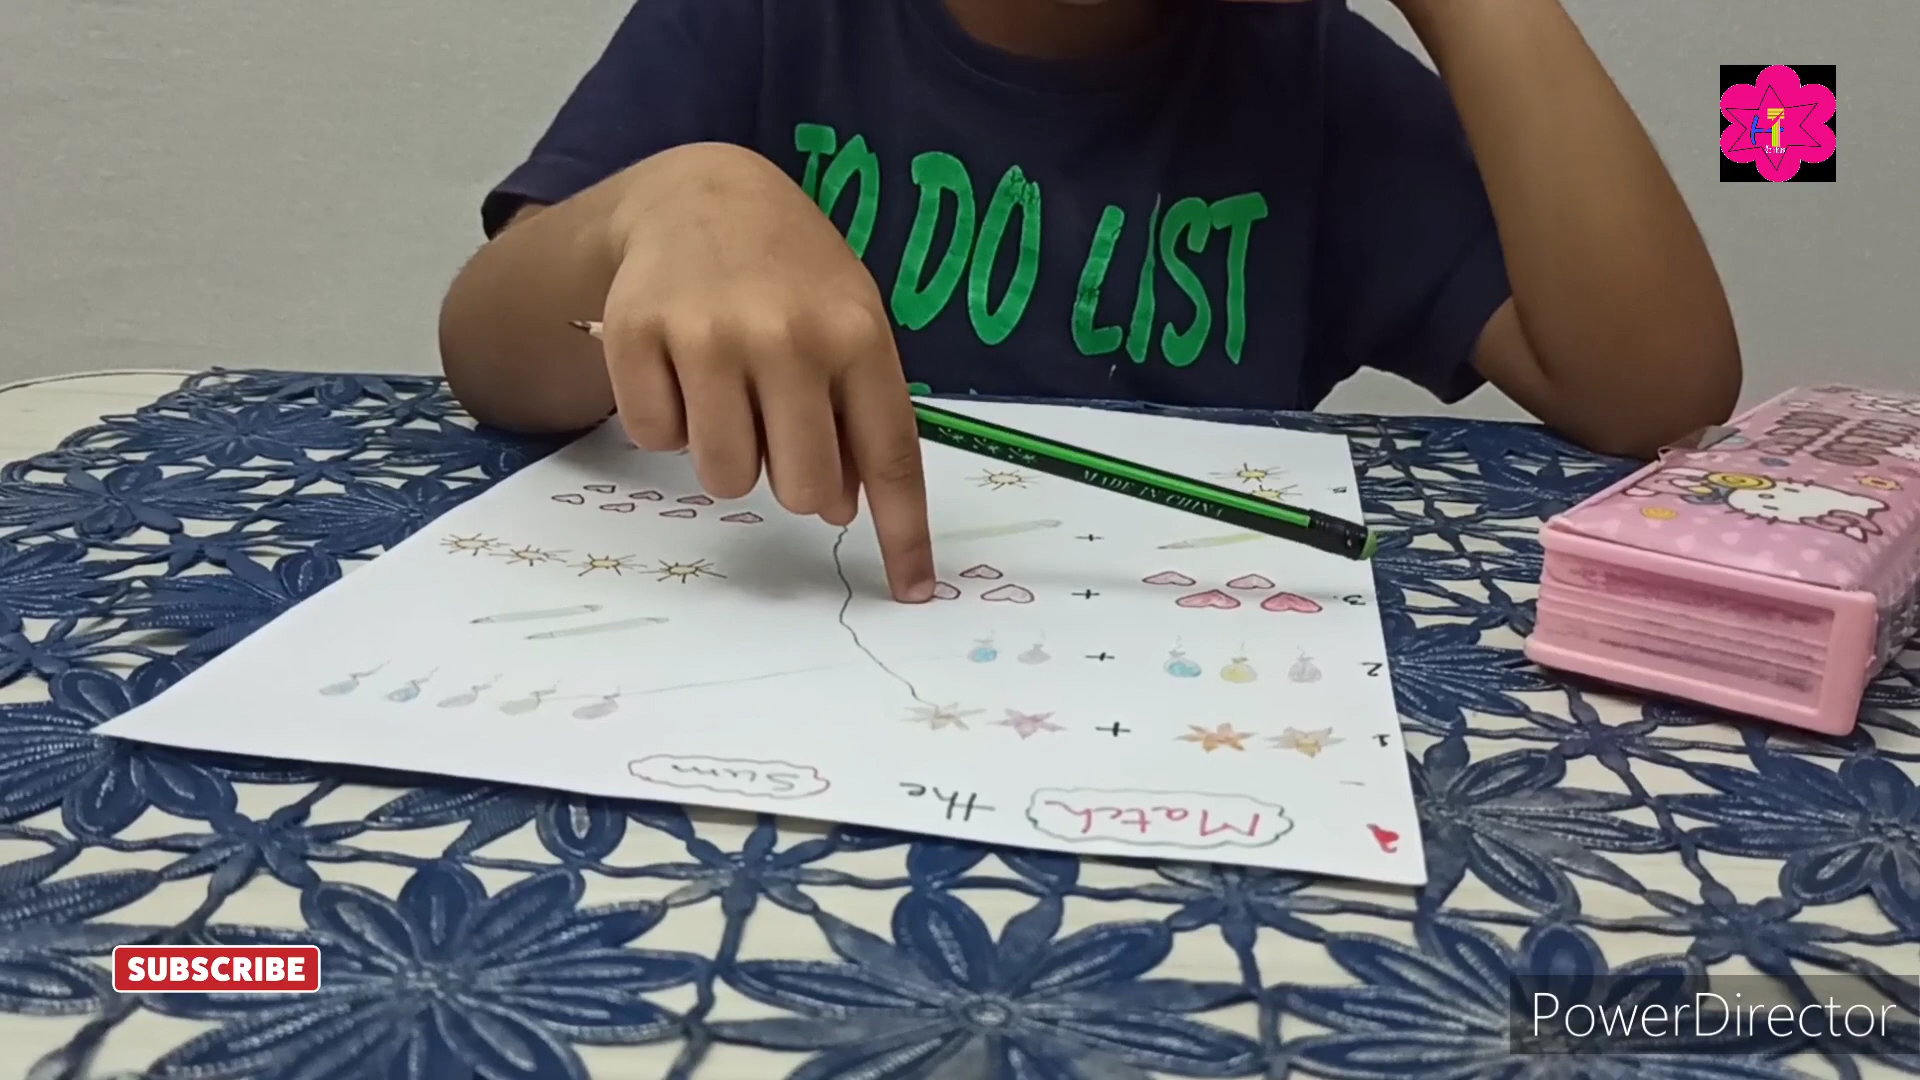 TO DO LIST
MADE IN CHINA
3.
+
2
+
1
+
+
Match the Sum
SUBSCRIBE
PowerDirector